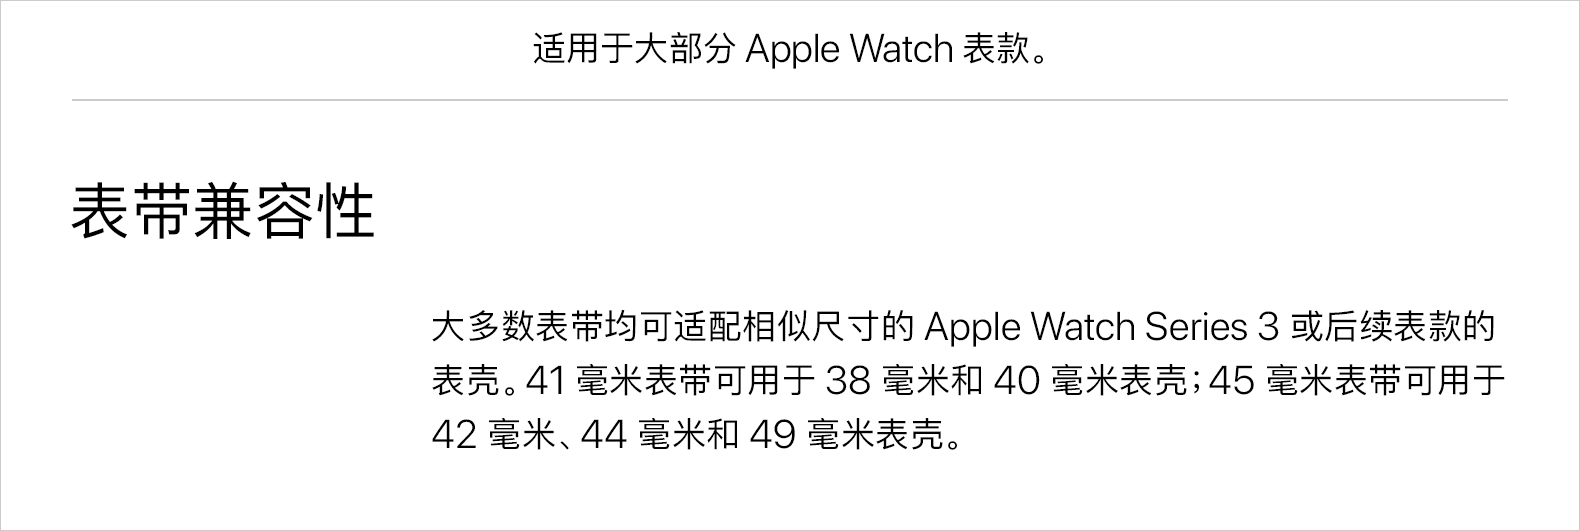 适用于大部分 Apple Watch 表款。
表带兼容性
大多数表带均可适配相似尺寸的 Apple Watch Series 3 或后续表款的
表壳。41 毫米表带可用于 38 毫米和 40 毫米表壳；45 毫米表带可用于
42 毫米、44 毫米和 49 毫米表壳。